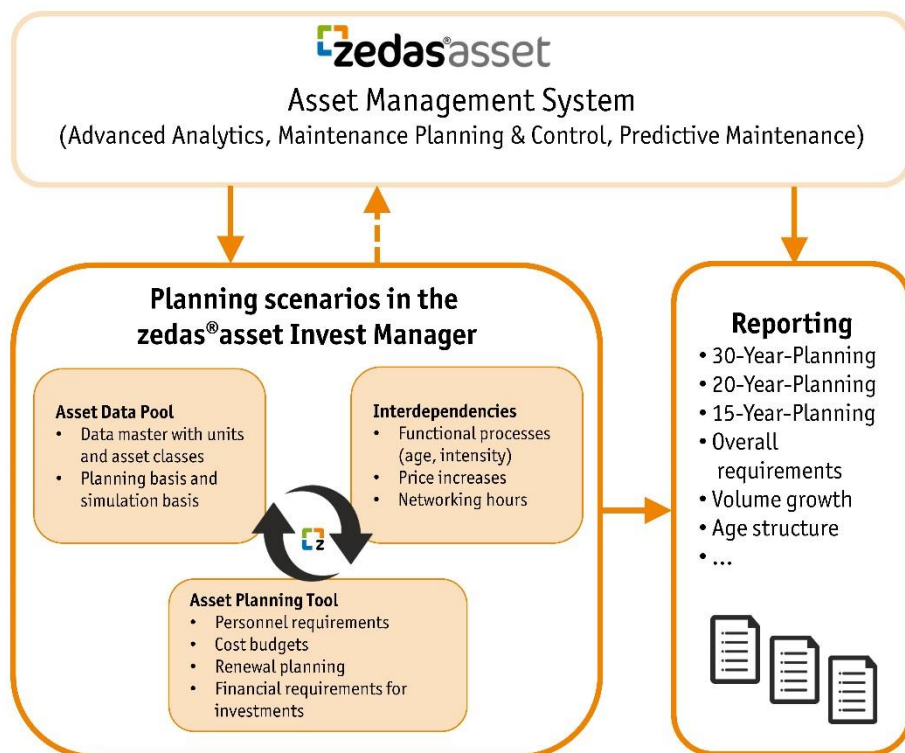 zedas®asset
Asset Management System
(Advanced Analytics, Maintenance Planning & Control, Predictive Maintenance)
Planning scenarios in the
zedas®asset Invest Manager
Asset Data Pool
• Data master with units
and asset classes
• Planning basis and
simulation basis
Interdependencies
• Functional processes
(age, intensity)
• Price increases
• Networking hours
z
Asset Planning Tool
• Personnel requirements
• Cost budgets
• Renewal planning
• Financial requirements for
investments
Reporting
• 30-Year-Planning
• 20-Year-Planning
• 15-Year-Planning
• Overall
requirements
• Volume growth
• Age structure
• ...